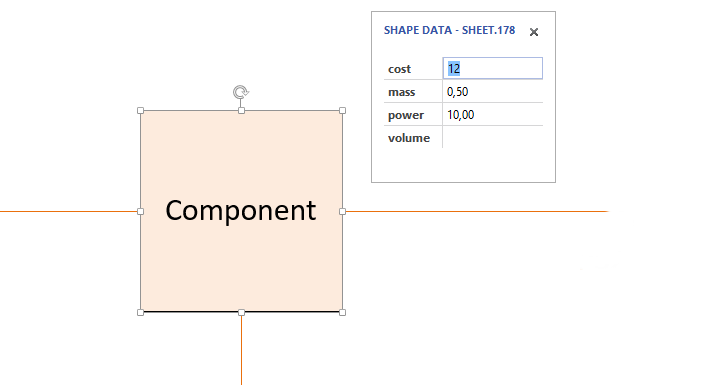 SHAPE DATA - SHEET.178
cost 12
mass 0,50
power 10,00
volume
Component